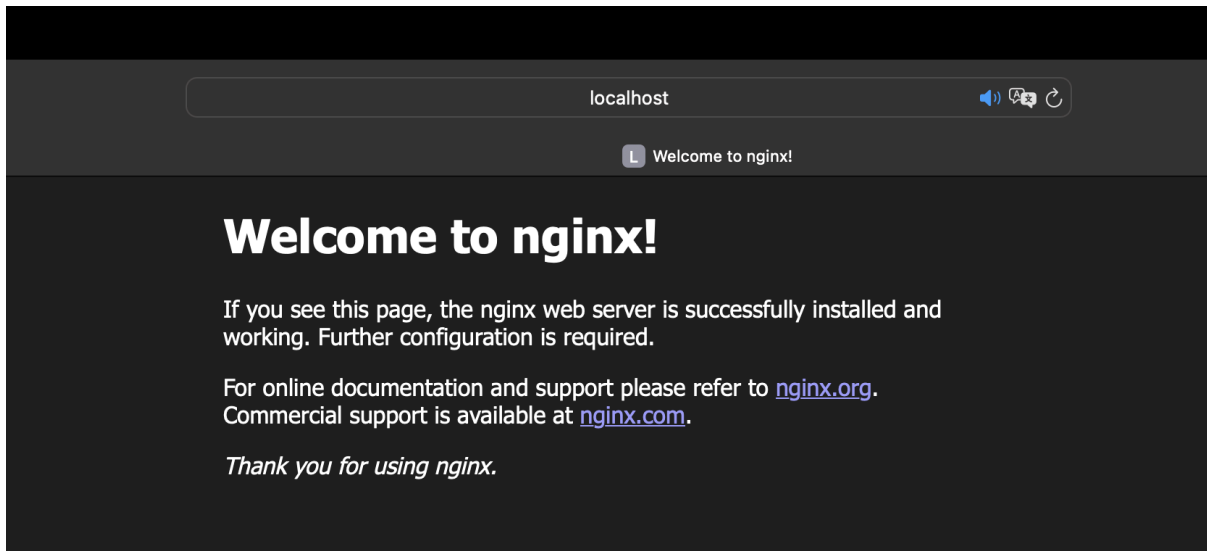 localhost
L Welcome to nginx!
Welcome to nginx!
If you see this page, the nginx web server is successfully installed and
working. Further configuration is required.
For online documentation and support please refer to nginx.org.
Commercial support is available at nginx.com.
Thank you for using nginx.